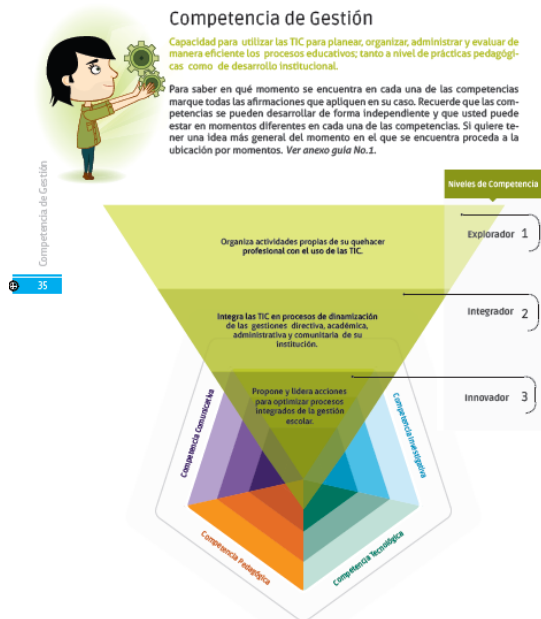 Competencia de Gestión
Capacidad para utilizar las TIC para planear, organizar, administrar y evaluar de
manera eficiente los procesos educativos; tanto a nivel de prácticas pedagógi-
cas como de desarrollo institucional.
Para saber en qué momento se encuentra en cada una de las competencias
marque todas las afirmaciones que apliquen en su caso. Recuerde que las com-
petencias se pueden desarrollar de forma independiente y que usted puede
estar en momentos diferentes en cada una de las competencias. Si quiere te-
ner una idea más general del momento en el que se encuentra proceda a la
ubicación por momentos. Ver anexo guia No.1.
Competencia de Gestión
35
Niveles de Competencia
Organiza actividades propias de su quehacer
profesional con el uso de las TIC.
Explorador 1
Integra las TIC en procesos de dinamización
de las gestiones directiva, académica,
administrativa y comunitaria de su
institución.
Integrador 2
Propone y lidera acciones
para optimizar procesos
integrados de la gestión
escolar.
Innovador 3
Competencia Comunicativa
Competencia Investigativa
Competencia Pedagógica
Competencia Tecnológica